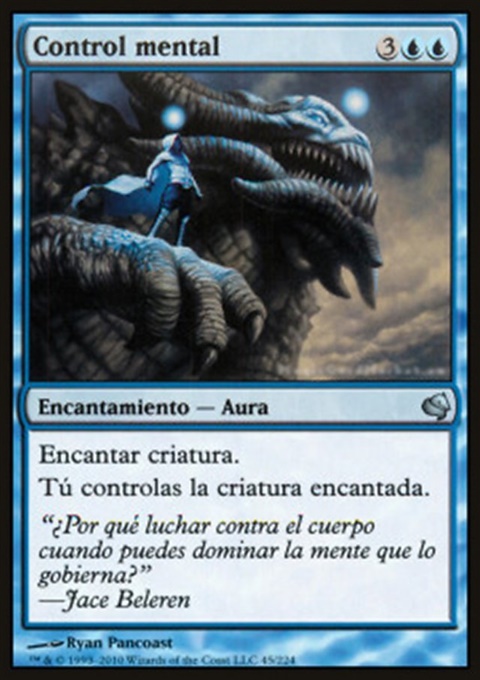 Control mental
3
Encantamiento — Aura
Encantar criatura.
Tú controlas la criatura encantada.
“¿Por qué luchar contra el cuerpo
cuando puedes dominar la mente que lo
gobierna?”
—Jace Beleren
Ryan Pancoast
™ & © 1993–2010 Wizards of the Coast LLC 45/224